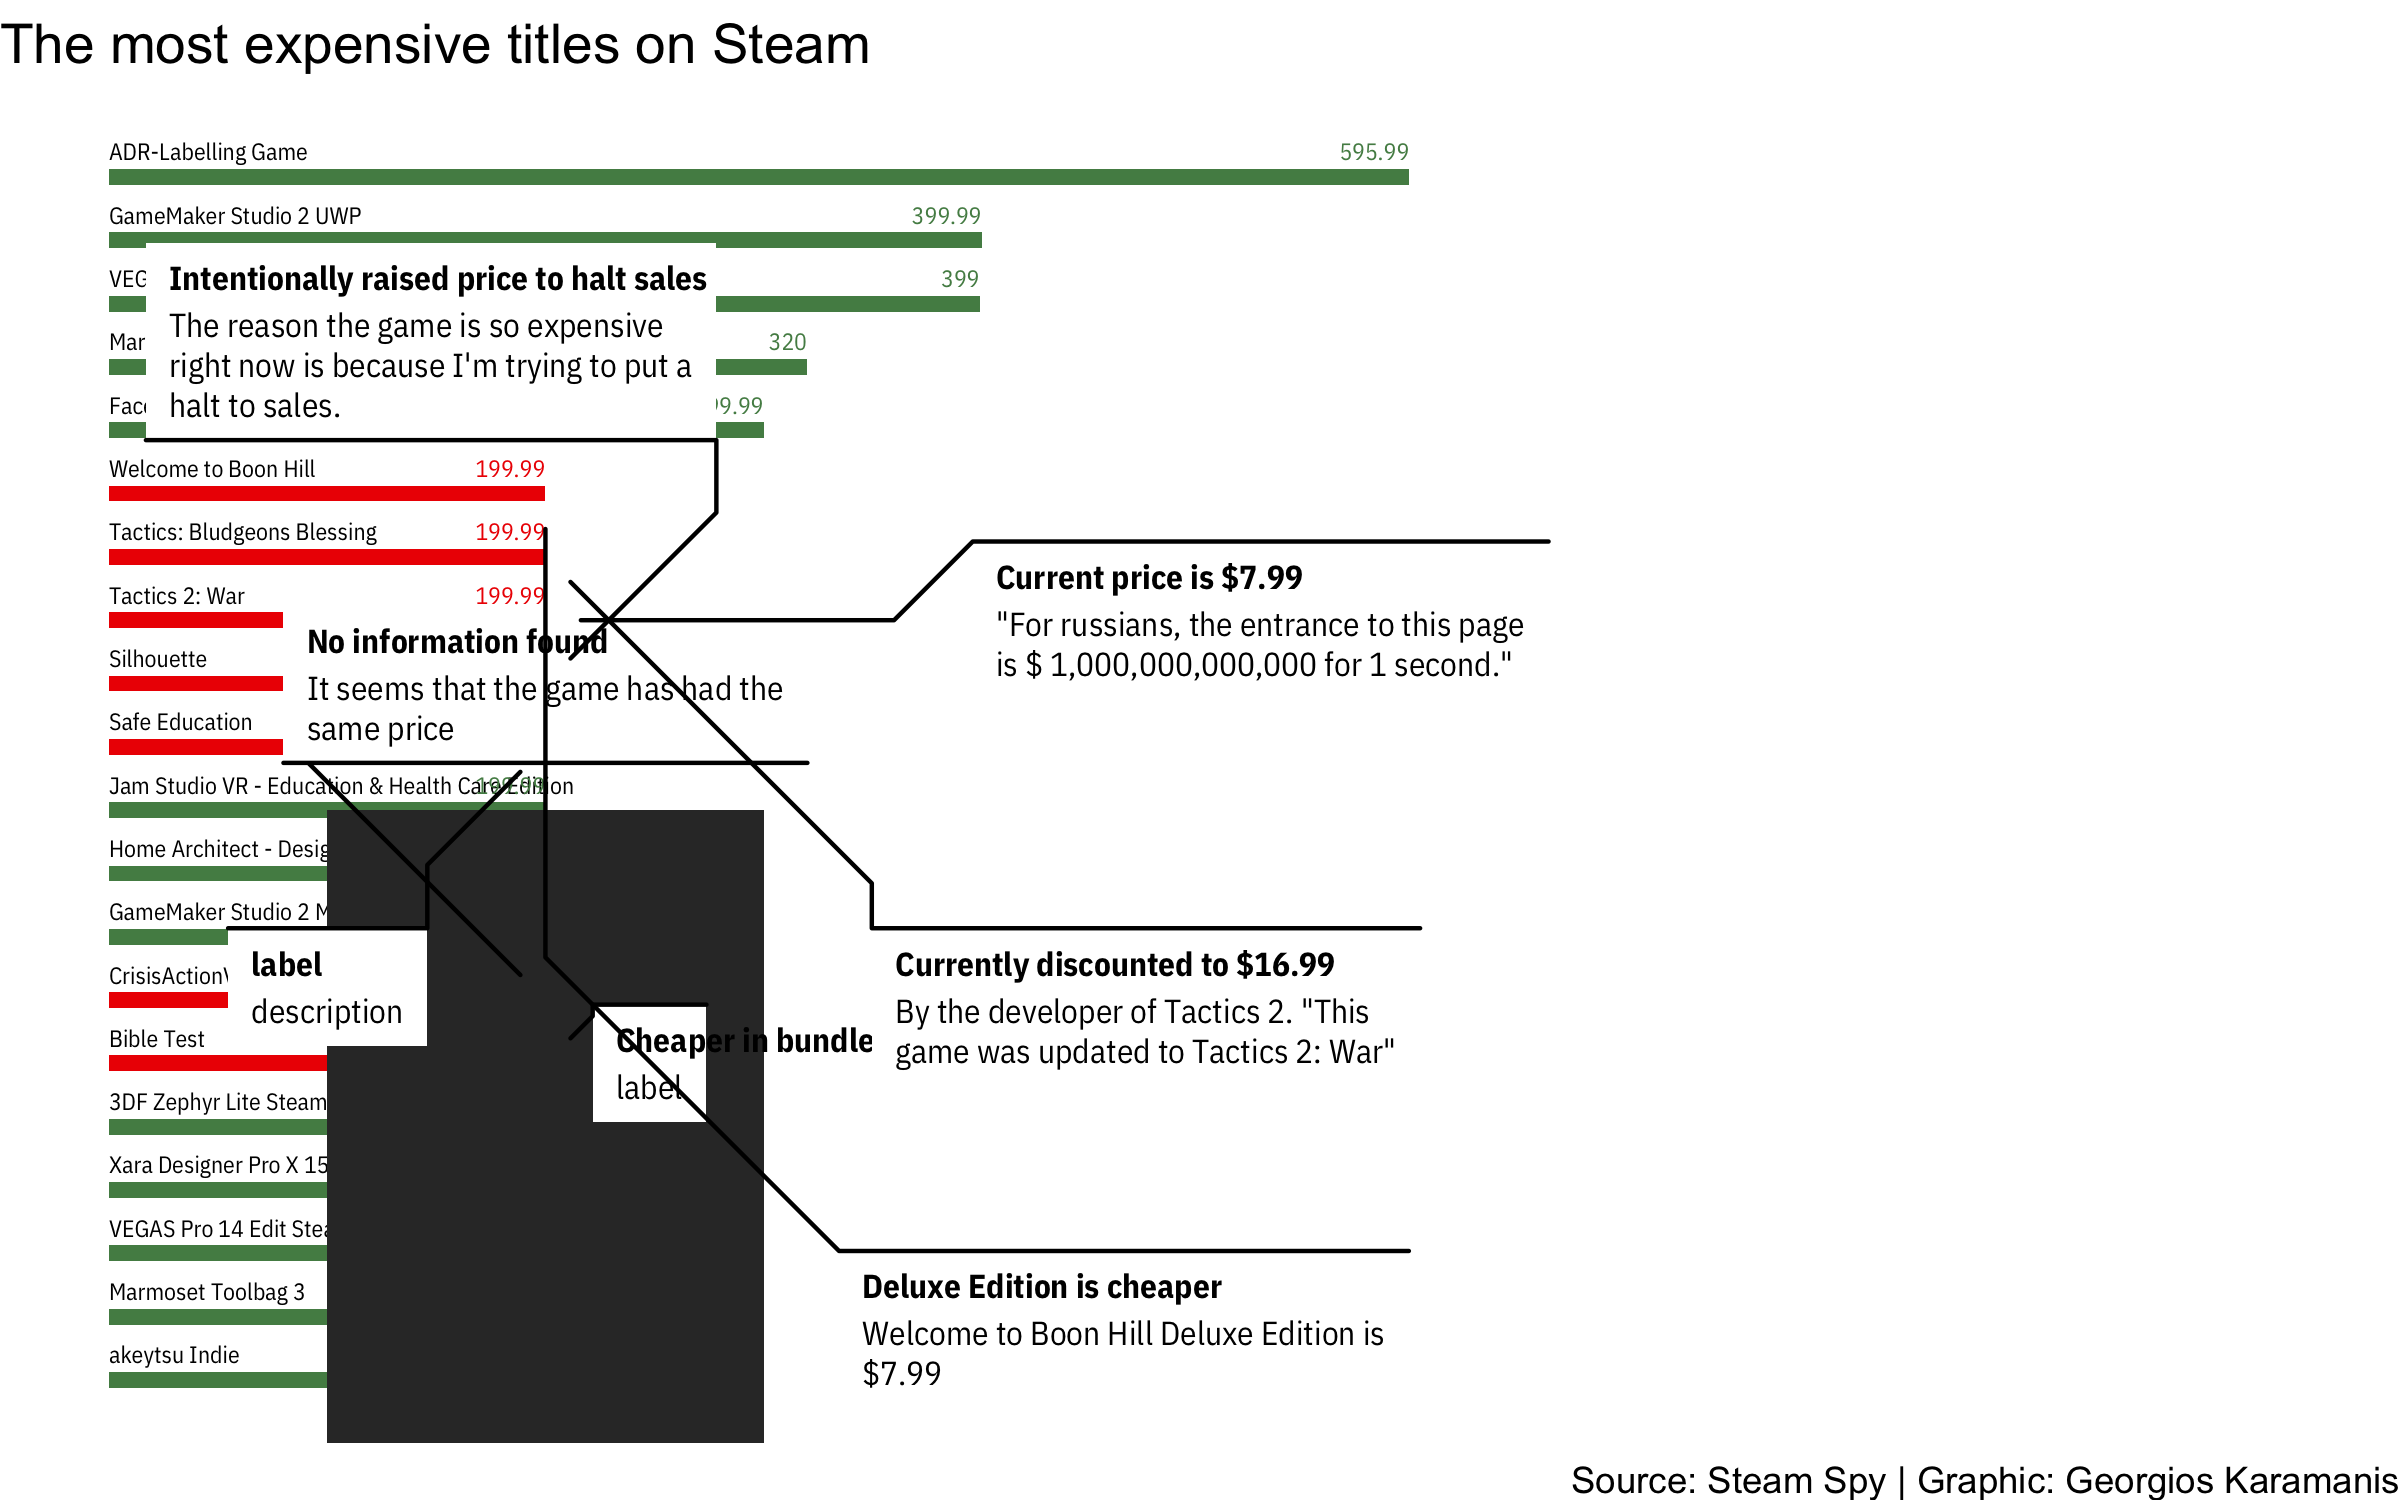 The most expensive titles on Steam
ADR-Labelling Game 595.99
GameMaker Studio 2 UWP 399.99
399
320
Welcome to Boon Hill 199.99
Tactics: Bludgeons Blessing 199.99
Tactics 2: War 199.99
Silhouette
Safe Education
Jam Studio VR - Education & Health Care Edition 199.99
Home Architect -
GameMaker Studio 2
Bible Test
3DF Zephyr Lite Steam
Xara Designer Pro X 15
VEGAS Pro 14 Edit
Marmoset Toolbag 3
akeytsu Indie
Intentionally raised price to halt sales
The reason the game is so expensive
right now is because I'm trying to put a
halt to sales.
Current price is $7.99
"For russians, the entrance to this page
is $ 1,000,000,000,000 for 1 second."
No information found
It seems that the game has had the
same price
label
description
Cheaper in bundle
label
Currently discounted to $16.99
By the developer of Tactics 2. "This
game was updated to Tactics 2: War"
Deluxe Edition is cheaper
Welcome to Boon Hill Deluxe Edition is
$7.99
Source: Steam Spy | Graphic: Georgios Karamanis